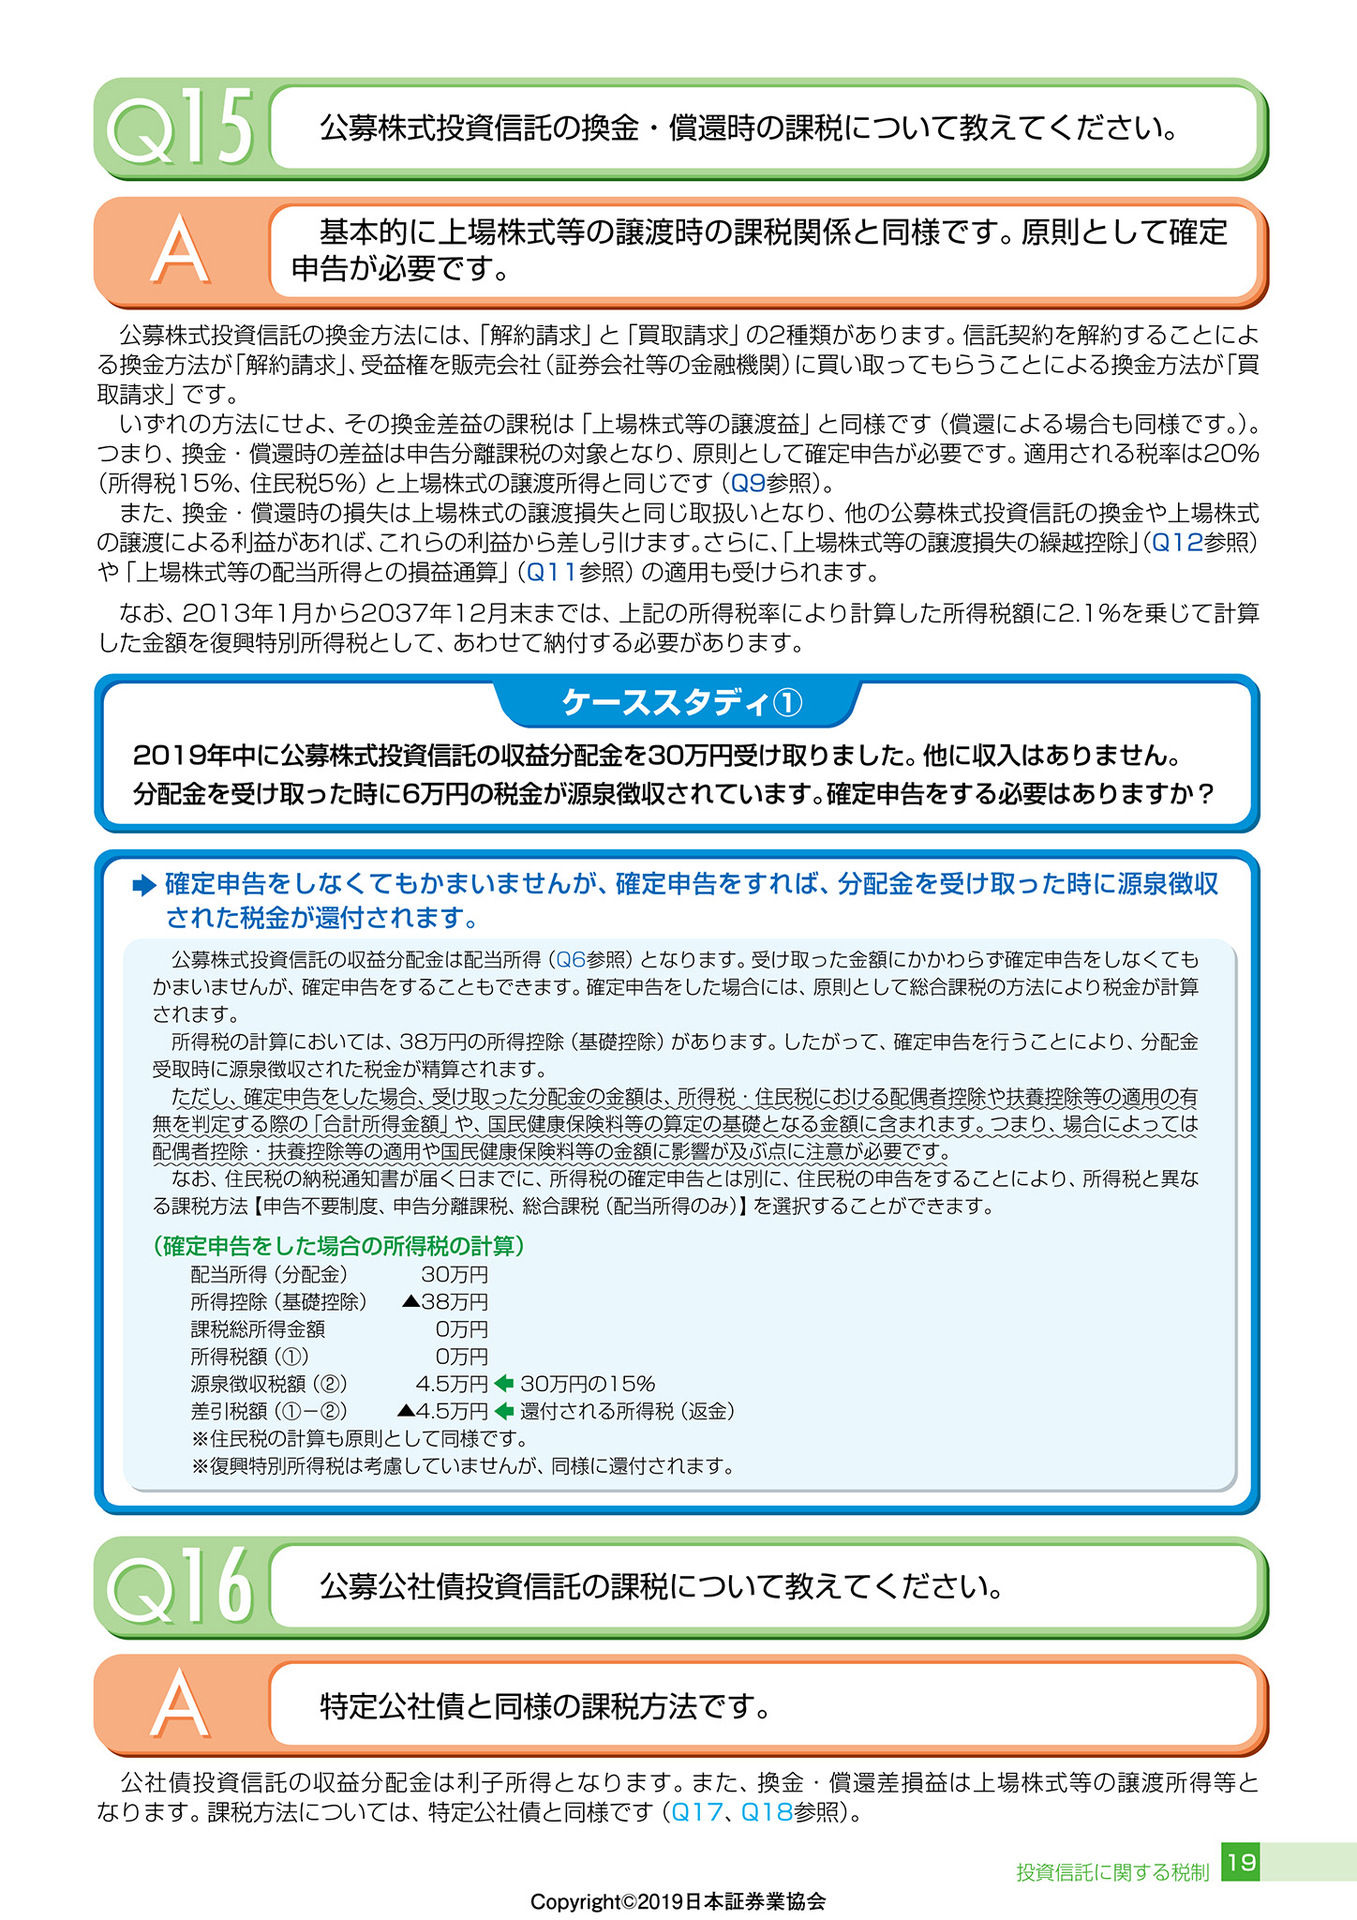 Q15
公募株式投資信託の換金・償還時の課税について教えてください。
A
基本的に上場株式等の譲渡時の課税関係と同様です。原則として確定
申告が必要です。
公募株式投資信託の換金方法には、「解約請求」と「買取請求」の2種類があります。信託契約を解約することによ
る換金方法が「解約請求」、受益権を販売会社（証券会社等の金融機関）に買い取ってもらうことによる換金方法が「買
取請求」です。
いずれの方法にせよ、その換金差益の課税は「上場株式等の譲渡益」と同様です（償還による場合も同様です。）。
つまり、換金・償還時の差益は申告分離課税の対象となり、原則として確定申告が必要です。適用される税率は20%
（所得税15%、住民税5%）と上場株式の譲渡所得と同じです（Q9参照）。
また、換金・償還時の損失は上場株式の譲渡損失と同じ取扱いとなり、他の公募株式投資信託の換金や上場株式
の譲渡による利益があれば、これらの利益から差し引けます。さらに、「上場株式等の譲渡損失の繰越控除」（Q12参照）
や「上場株式等の配当所得との損益通算」（Q11参照）の適用も受けられます。
なお、2013年1月から2037年12月末までは、上記の所得税率により計算した所得税額に2.1%を乗じて計算
した金額を復興特別所得税として、あわせて納付する必要があります。
ケーススタディ①
2019年中に公募株式投資信託の収益分配金を30万円受け取りました。他に収入はありません。
分配金を受け取った時に6万円の税金が源泉徴収されています。確定申告をする必要はありますか？
➡ 確定申告をしなくてもかまいませんが、確定申告をすれば、分配金を受け取った時に源泉徴収
された税金が還付されます。
公募株式投資信託の収益分配金は配当所得（Q6参照）となります。受け取った金額にかかわらず確定申告をしなくても
かまいませんが、確定申告をすることもできます。確定申告をした場合には、原則として総合課税の方法により税金が計算
されます。
所得税の計算においては、38万円の所得控除（基礎控除）があります。したがって、確定申告を行うことにより、分配金
受取時に源泉徴収された税金が精算されます。
ただし、確定申告をした場合、受け取った分配金の金額は、所得税・住民税における配偶者控除や扶養控除等の適用の有
無を判定する際の「合計所得金額」や、国民健康保険料等の算定の基礎となる金額に含まれます。つまり、場合によっては
配偶者控除・扶養控除等の適用や国民健康保険料等の金額に影響が及ぶ点に注意が必要です。
なお、住民税の納税通知書が届く日までに、所得税の確定申告とは別に、住民税の申告をすることにより、所得税と異な
る課税方法【申告不要制度、申告分離課税、総合課税（配当所得のみ）】を選択することができます。
（確定申告をした場合の所得税の計算）
配当所得（分配金） 30万円
所得控除（基礎控除） ▲38万円
課税総所得金額 0万円
所得税額（①） 0万円
源泉徴収税額（②） 4.5万円 ⬅ 30万円の15%
差引税額（①－②） ▲4.5万円 ⬅ 還付される所得税（返金）
※住民税の計算も原則として同様です。
※復興特別所得税は考慮していませんが、同様に還付されます。
Q16
公募公社債投資信託の課税について教えてください。
A
特定公社債と同様の課税方法です。
公社債投資信託の収益分配金は利子所得となります。また、換金・償還差損益は上場株式等の譲渡所得等と
なります。課税方法については、特定公社債と同様です（Q17、Q18参照）。
投資信託に関する税制 19
Copyright©2019日本証券業協会